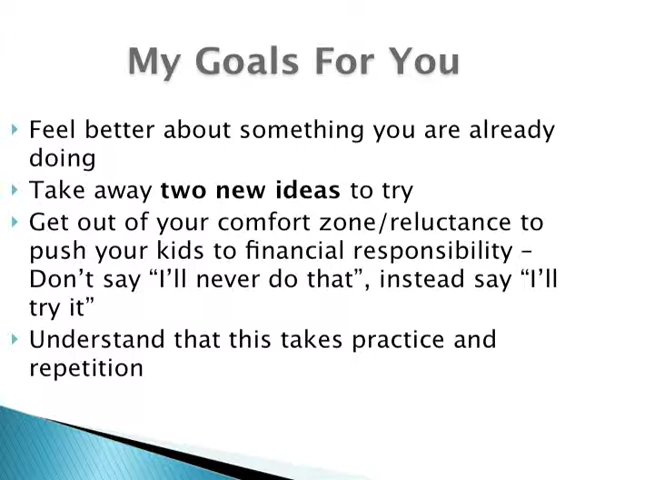 My Goals For You
Feel better about something you are already
doing
Take away two new ideas to try
Get out of your comfort zone/reluctance to
push your kids to financial responsibility –
Don’t say “I’ll never do that”, instead say “I’ll
try it”
Understand that this takes practice and
repetition